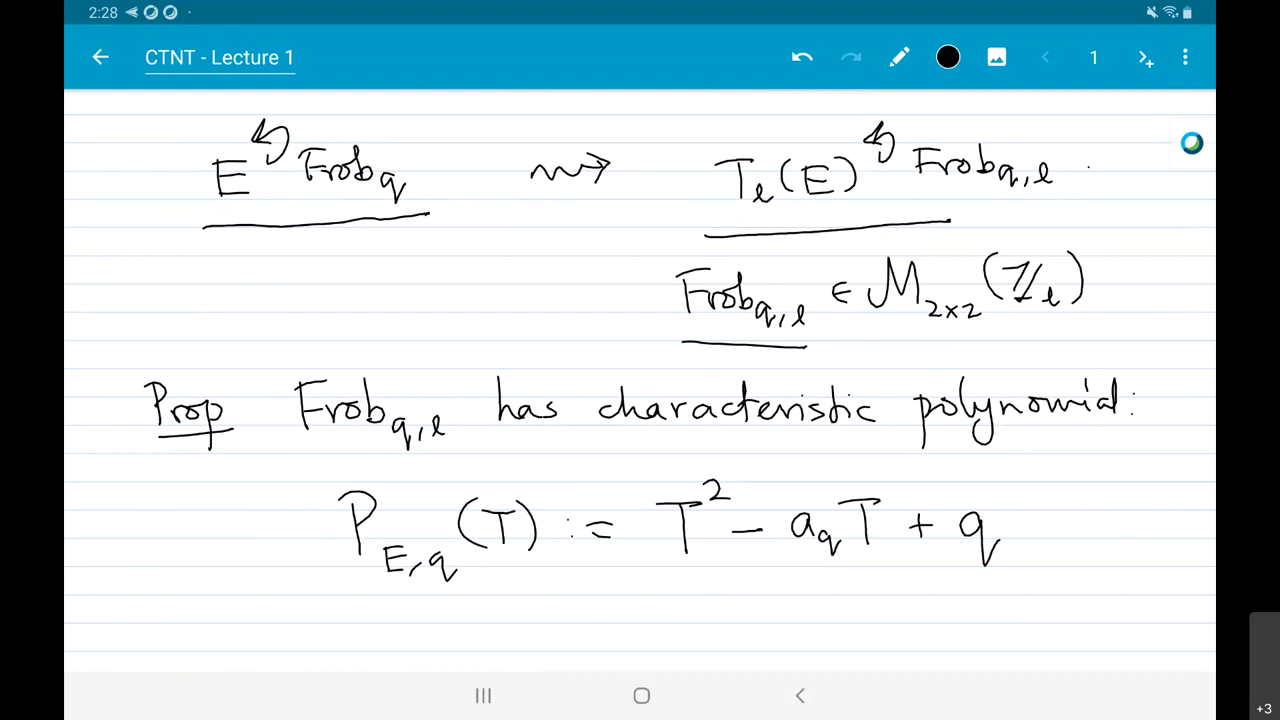 2:28
CTNT - Lecture 1
1
E ↺ Frob_q ⇝ T_ℓ(E) ↺ Frob_{q,ℓ}
Frob_{q,ℓ} ∈ M_{2×2}(ℤ_ℓ)
Prop Frob_{q,ℓ} has characteristic polynomial:
P_{E,q}(T) := T² - a_q T + q
+3